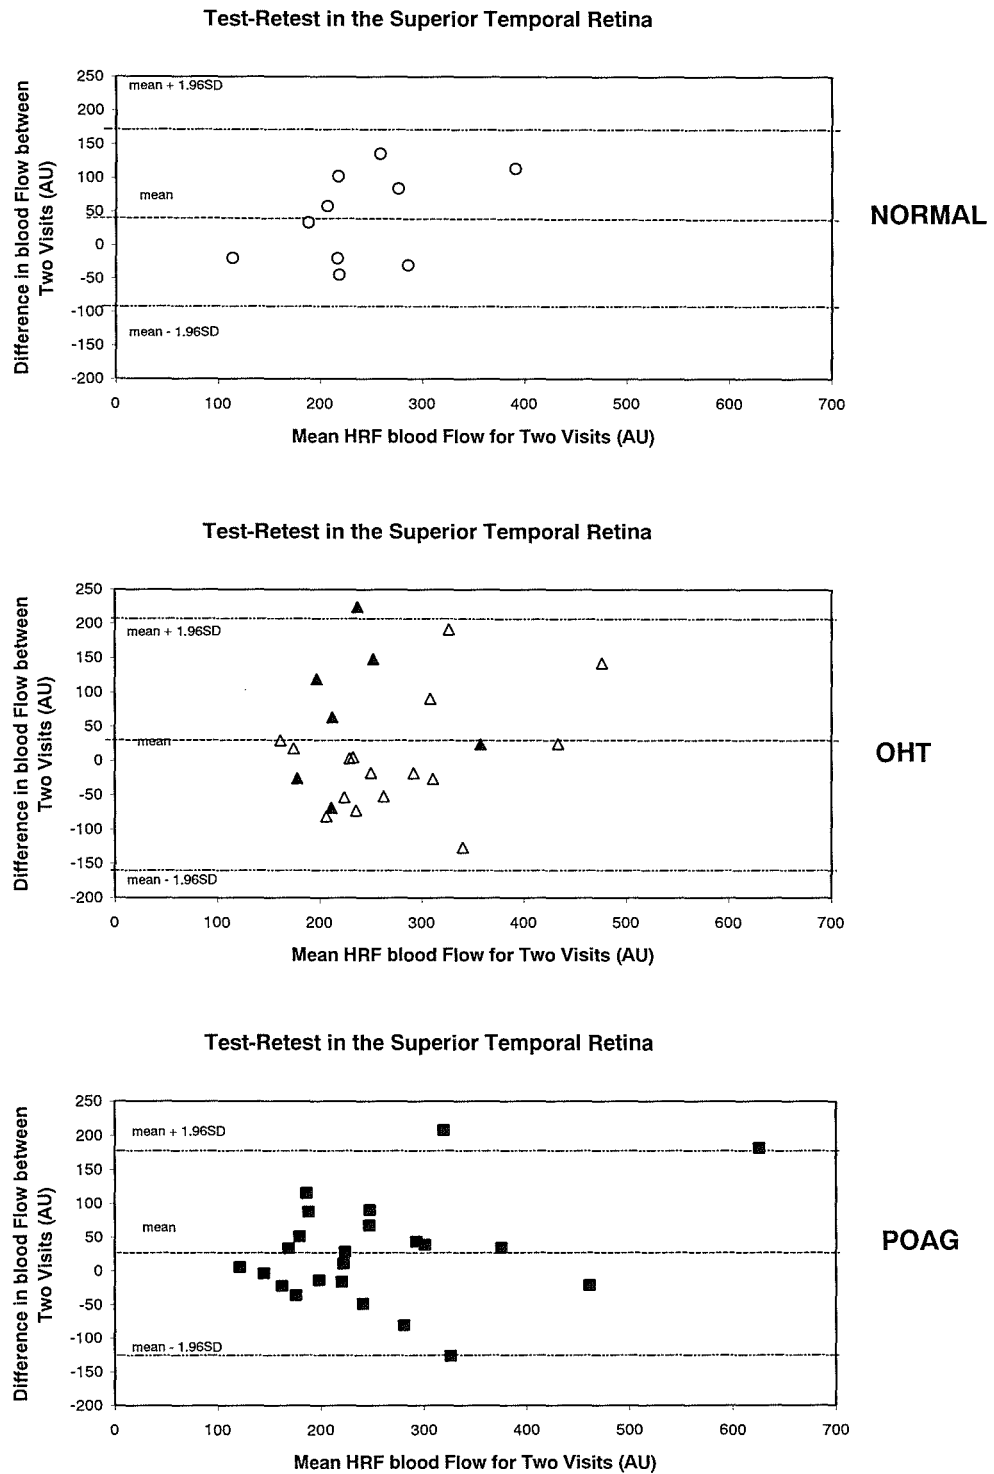 Test-Retest in the Superior Temporal Retina
Difference in blood Flow between
Two Visits (AU)
250
200
150
100
50
0
-50
-100
-150
-200
mean + 1.96SD
mean
mean - 1.96SD
0 100 200 300 400 500 600 700
Mean HRF blood Flow for Two Visits (AU)
NORMAL
Test-Retest in the Superior Temporal Retina
Difference in blood Flow between
Two Visits (AU)
250
200
150
100
50
0
-50
-100
-150
-200
mean + 1.96SD
mean
mean - 1.96SD
0 100 200 300 400 500 600 700
Mean HRF blood Flow for Two Visits (AU)
OHT
Test-Retest in the Superior Temporal Retina
Difference in blood Flow between
Two Visits (AU)
250
200
150
100
50
0
-50
-100
-150
-200
mean + 1.96SD
mean
mean - 1.96SD
0 100 200 300 400 500 600 700
Mean HRF blood Flow for Two Visits (AU)
POAG